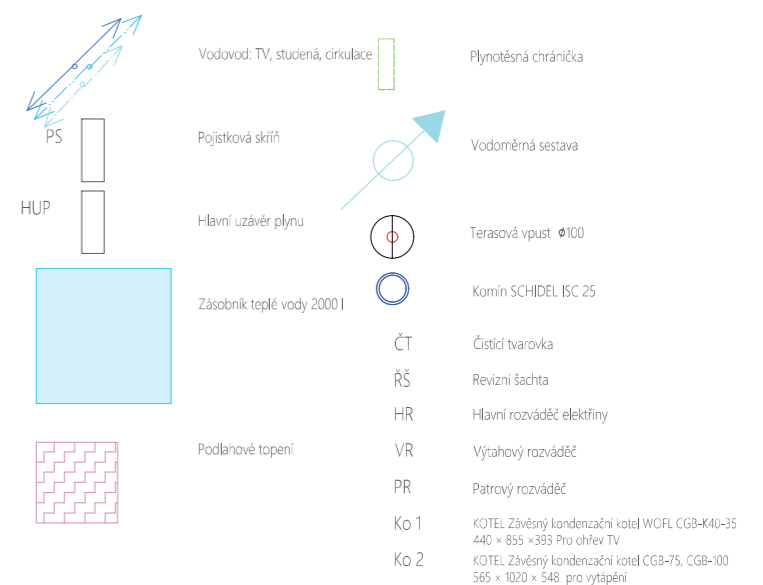 Vodovod: TV, studená, cirkulace
PS
Pojistková skříň
HUP
Hlavní uzávěr plynu
Zásobník teplé vody 2000 l
Podlahové topení
Plynotěsná chránička
Vodoměrná sestava
Terasová vpust ø100
Komín SCHIDEL ISC 25
ČT Čistící tvarovka
ŘŠ Revizní šachta
HR Hlavní rozváděč elektřiny
VR Výtahový rozváděč
PR Patrový rozváděč
Ko 1 KOTEL Závěsný kondenzační kotel WOFL CGB-K40-35
440 × 855 ×393 Pro ohřev TV
Ko 2 KOTEL Závěsný kondenzační kotel CGB-75, CGB-100
565 × 1020 × 548 pro vytápění